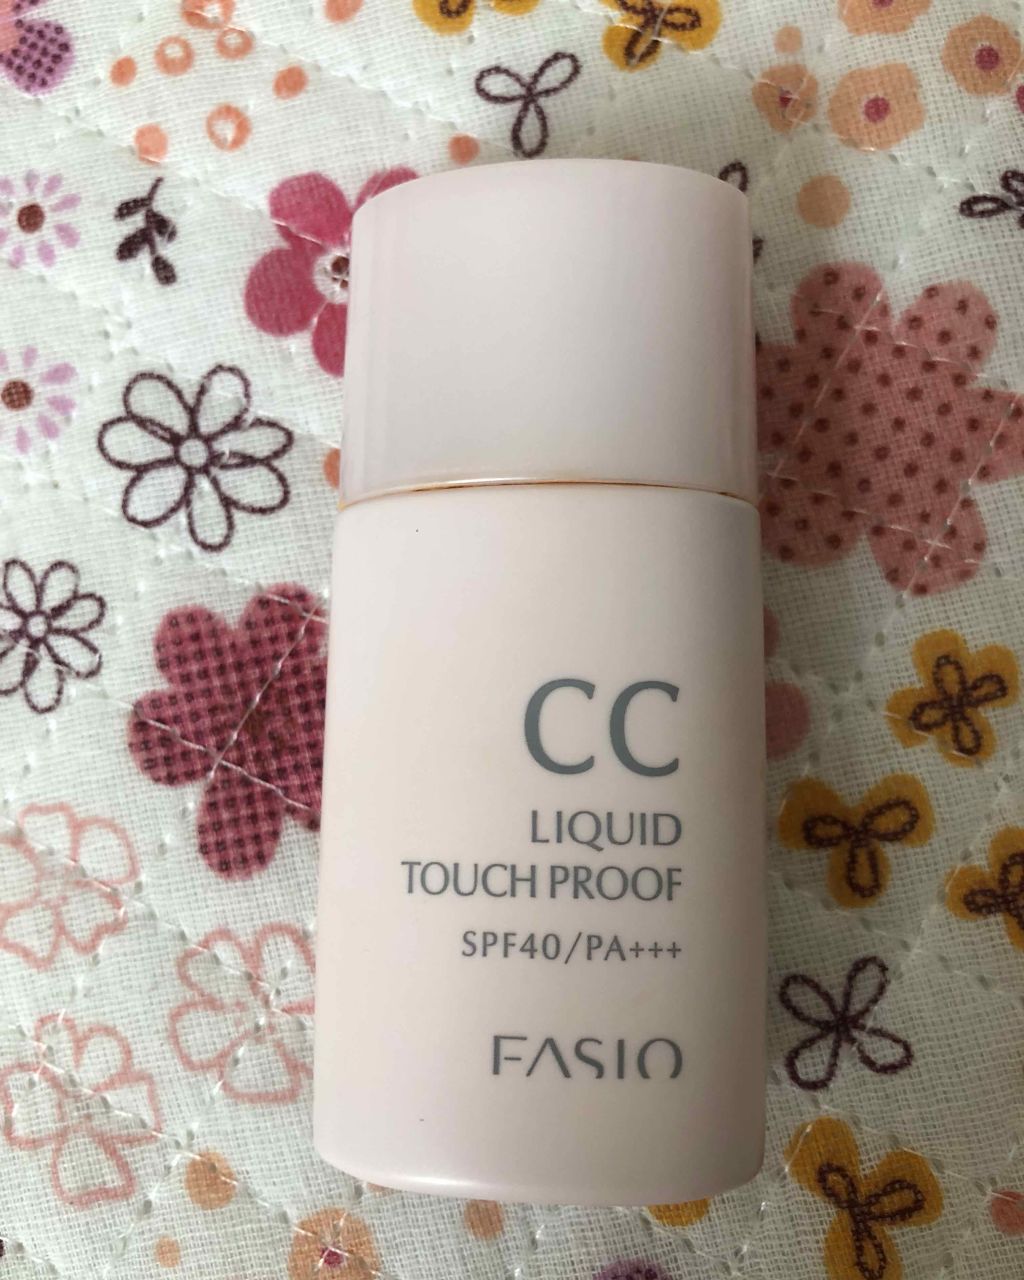 CC
LIQUID
TOUCH PROOF
SPF40/PA+++
FASIO